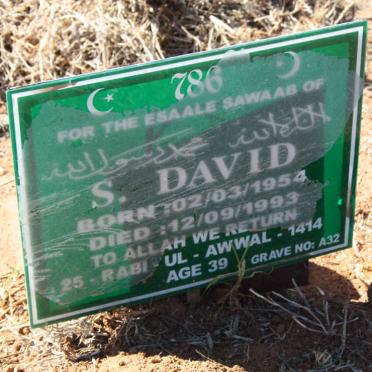 786
FOR THE ESAALE SAWAAB OF
لا اله الا الله محمد رسول الله
S. DAVID
BORN :02/03/1954
DIED :12/09/1993
TO ALLAH WE RETURN
25 - RABI UL - AWWAL - 1414
AGE 39 GRAVE NO: A32